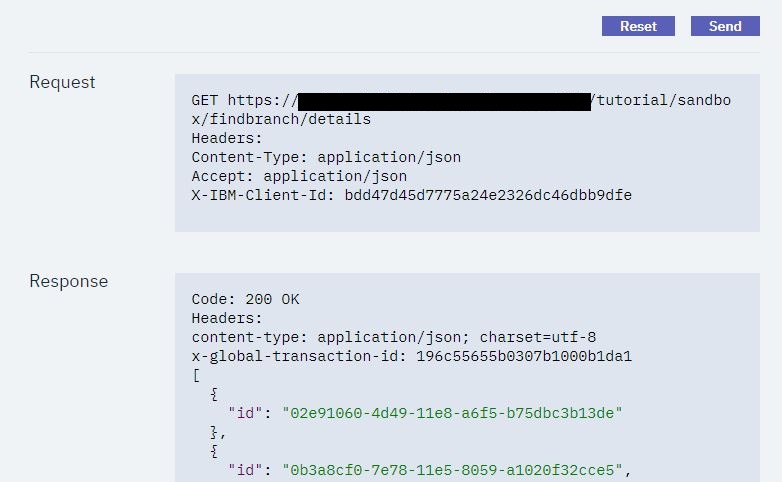 Reset Send
Request
GET https:// /tutorial/sandbo
x/findbranch/details
Headers:
Content-Type: application/json
Accept: application/json
X-IBM-Client-Id: bdd47d45d7775a24e2326dc46dbb9dfe
Response
Code: 200 OK
Headers:
content-type: application/json; charset=utf-8
x-global-transaction-id: 196c55655b0307b1000b1da1
[
{
"id": "02e91060-4d49-11e8-a6f5-b75dbc3b13de"
},
{
"id": "0b3a8cf0-7e78-11e5-8059-a1020f32cce5",